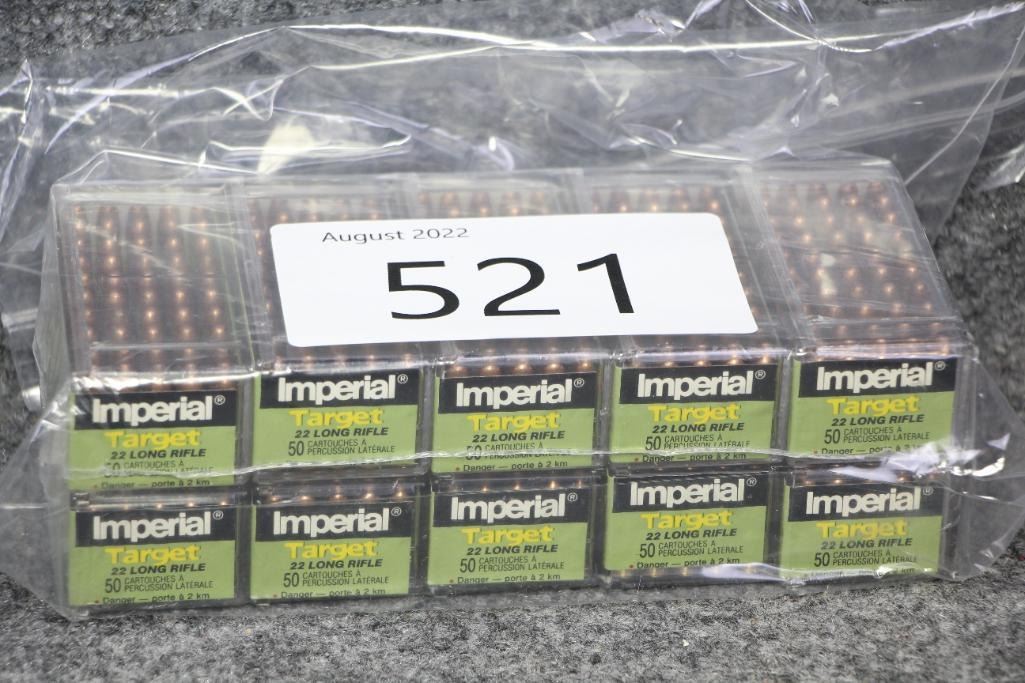 August 2022
521
Imperial®
Target
22 LONG RIFLE
50 CARTOUCHES À
PERCUSSION LATÉRALE
• Danger — porte à 2 km
Imperial®
Target
22 LONG RIFLE
50 CARTOUCHES À
PERCUSSION LATÉRALE
Imperial®
Target
22 LONG RIFLE
50 CARTOUCHES À
PERCUSSION LATÉRALE
• Danger — porte à 2 km
Imperial®
Target
22 LONG RIFLE
50 CARTOUCHES À
PERCUSSION LATÉRALE
• Danger — porte à 2 km
Imperial®
Target
22 LONG RIFLE
50 CARTOUCHES À
PERCUSSION LATÉRALE
Imperial®
Target
22 LONG RIFLE
50 CARTOUCHES À
PERCUSSION LATÉRALE
• Danger — porte à 2 km
Imperial®
Target
22 LONG RIFLE
50 CARTOUCHES À
PERCUSSION LATÉRALE
• Danger — porte à 2 km
Imperial®
Target
22 LONG RIFLE
50 CARTOUCHES À
PERCUSSION LATÉRALE
• Danger — porte à 2 km
Imperial®
Target
22 LONG RIFLE
50 CARTOUCHES À
PERCUSSION LATÉRALE
Imperial®
Target
22 LONG RIFLE
50 CARTOUCHES À
PERCUSSION LATÉRALE